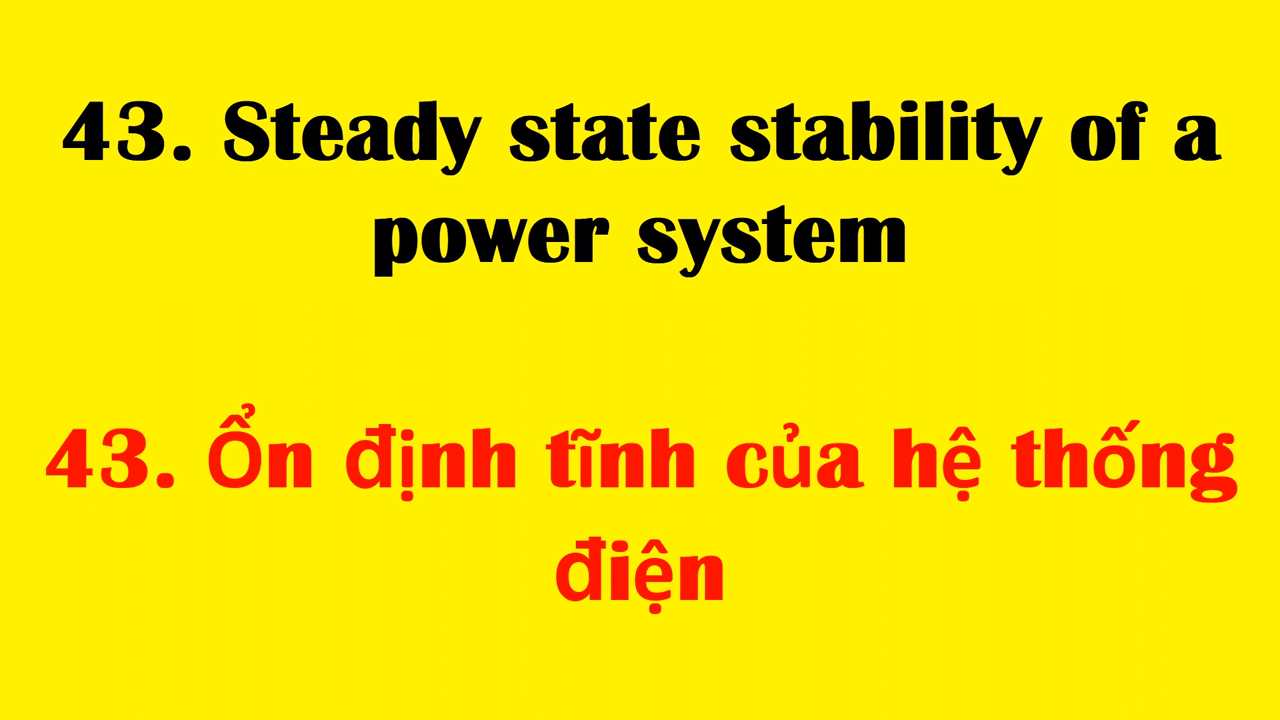 43. Steady state stability of a
power system
43. Ổn định tĩnh của hệ thống
điện